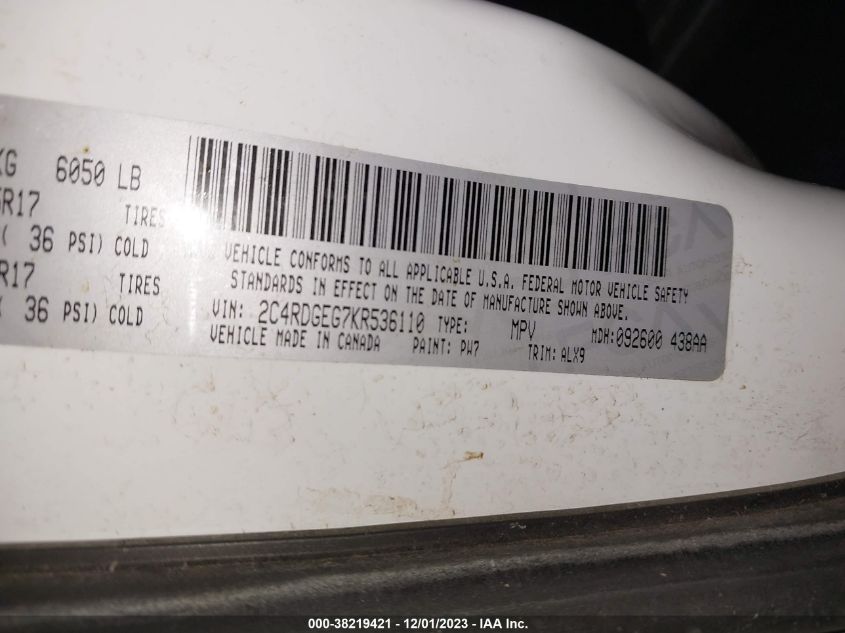 KG 6050 LB
R17 TIRES
( 36 PSI) COLD
R17 TIRES
( 36 PSI) COLD
VEHICLE CONFORMS TO ALL APPLICABLE U.S.A. FEDERAL MOTOR VEHICLE SAFETY
STANDARDS IN EFFECT ON THE DATE OF MANUFACTURE SHOWN ABOVE.
VIN: 2C4RDGEG7KR536110 TYPE: MPV MDH:092600 438AA
VEHICLE MADE IN CANADA PAINT: PW7 TRIM: ALX9
000-38219421 - 12/01/2023 - IAA Inc.